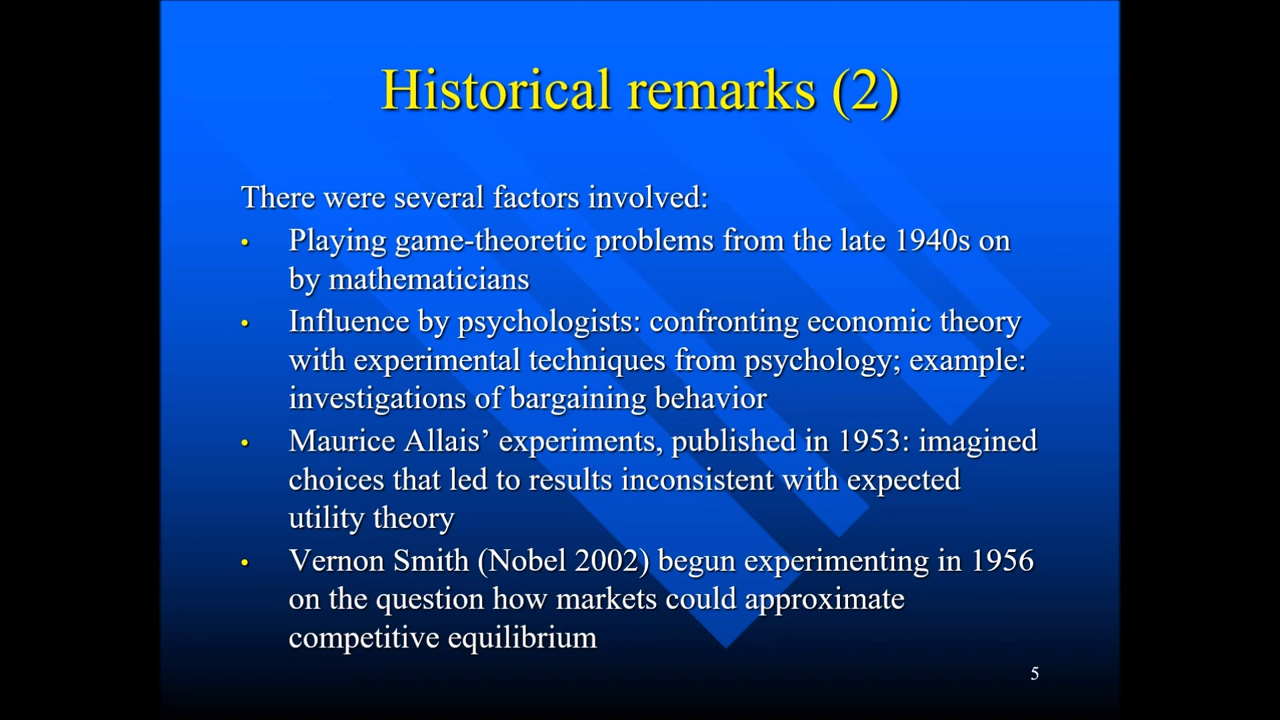 Historical remarks (2)
There were several factors involved:
• Playing game-theoretic problems from the late 1940s on
by mathematicians
• Influence by psychologists: confronting economic theory
with experimental techniques from psychology; example:
investigations of bargaining behavior
• Maurice Allais’ experiments, published in 1953: imagined
choices that led to results inconsistent with expected
utility theory
• Vernon Smith (Nobel 2002) begun experimenting in 1956
on the question how markets could approximate
competitive equilibrium
5